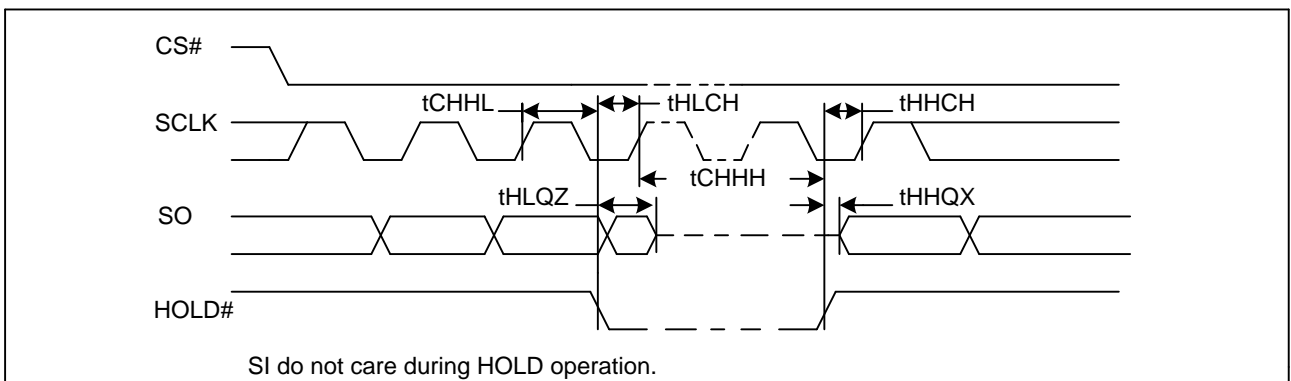 CS#
tCHHL
tHLCH
tHHCH
SCLK
tCHHH
tHLQZ
tHHQX
SO
HOLD#
SI do not care during HOLD operation.